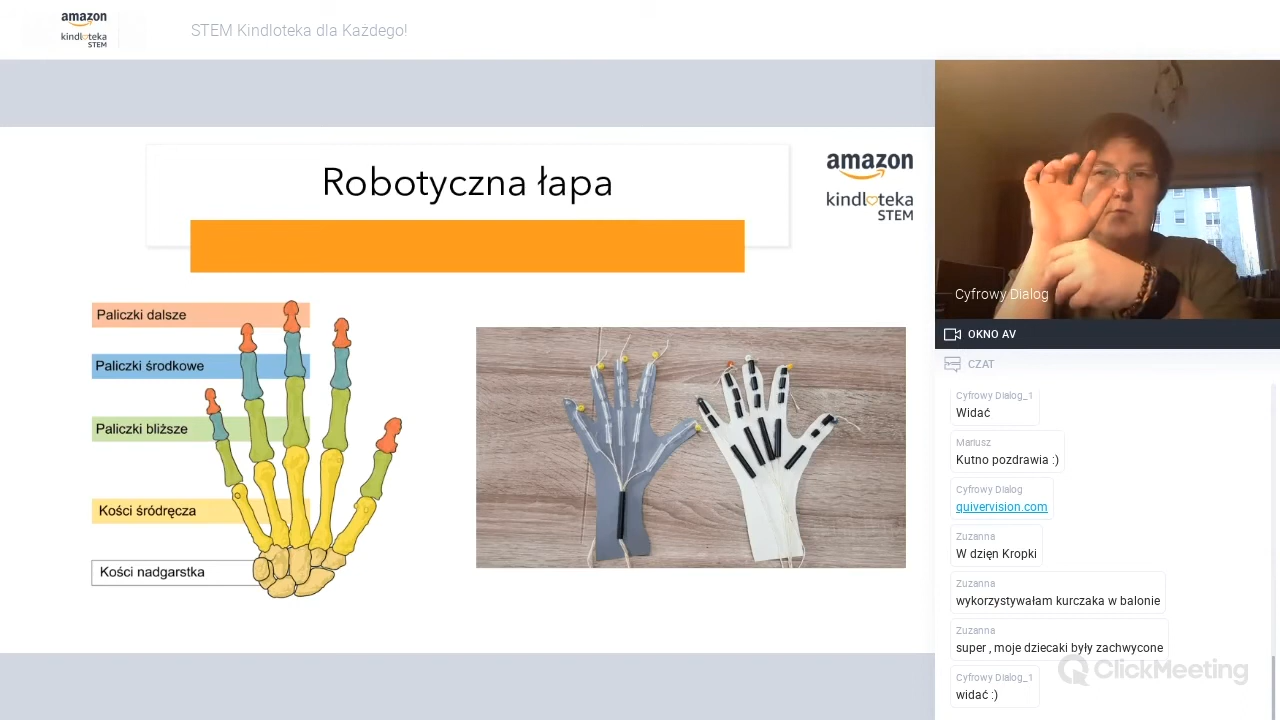 amazon
kindloteka
STEM
STEM Kindloteka dla Każdego!
Robotyczna łapa
amazon
kindloteka
STEM
Paliczki dalsze
Paliczki środkowe
Paliczki bliższe
Kości śródręcza
Kości nadgarstka
Cyfrowy Dialog
OKNO AV
CZAT
Cyfrowy Dialog_1
Widać
Mariusz
Kutno pozdrawia :)
Cyfrowy Dialog
quivervision.com
Zuzanna
W dzięn Kropki
Zuzanna
wykorzystywałam kurczaka w balonie
Zuzanna
super , moje dziecaki były zachwycone
Cyfrowy Dialog_1
widać :)
ClickMeeting